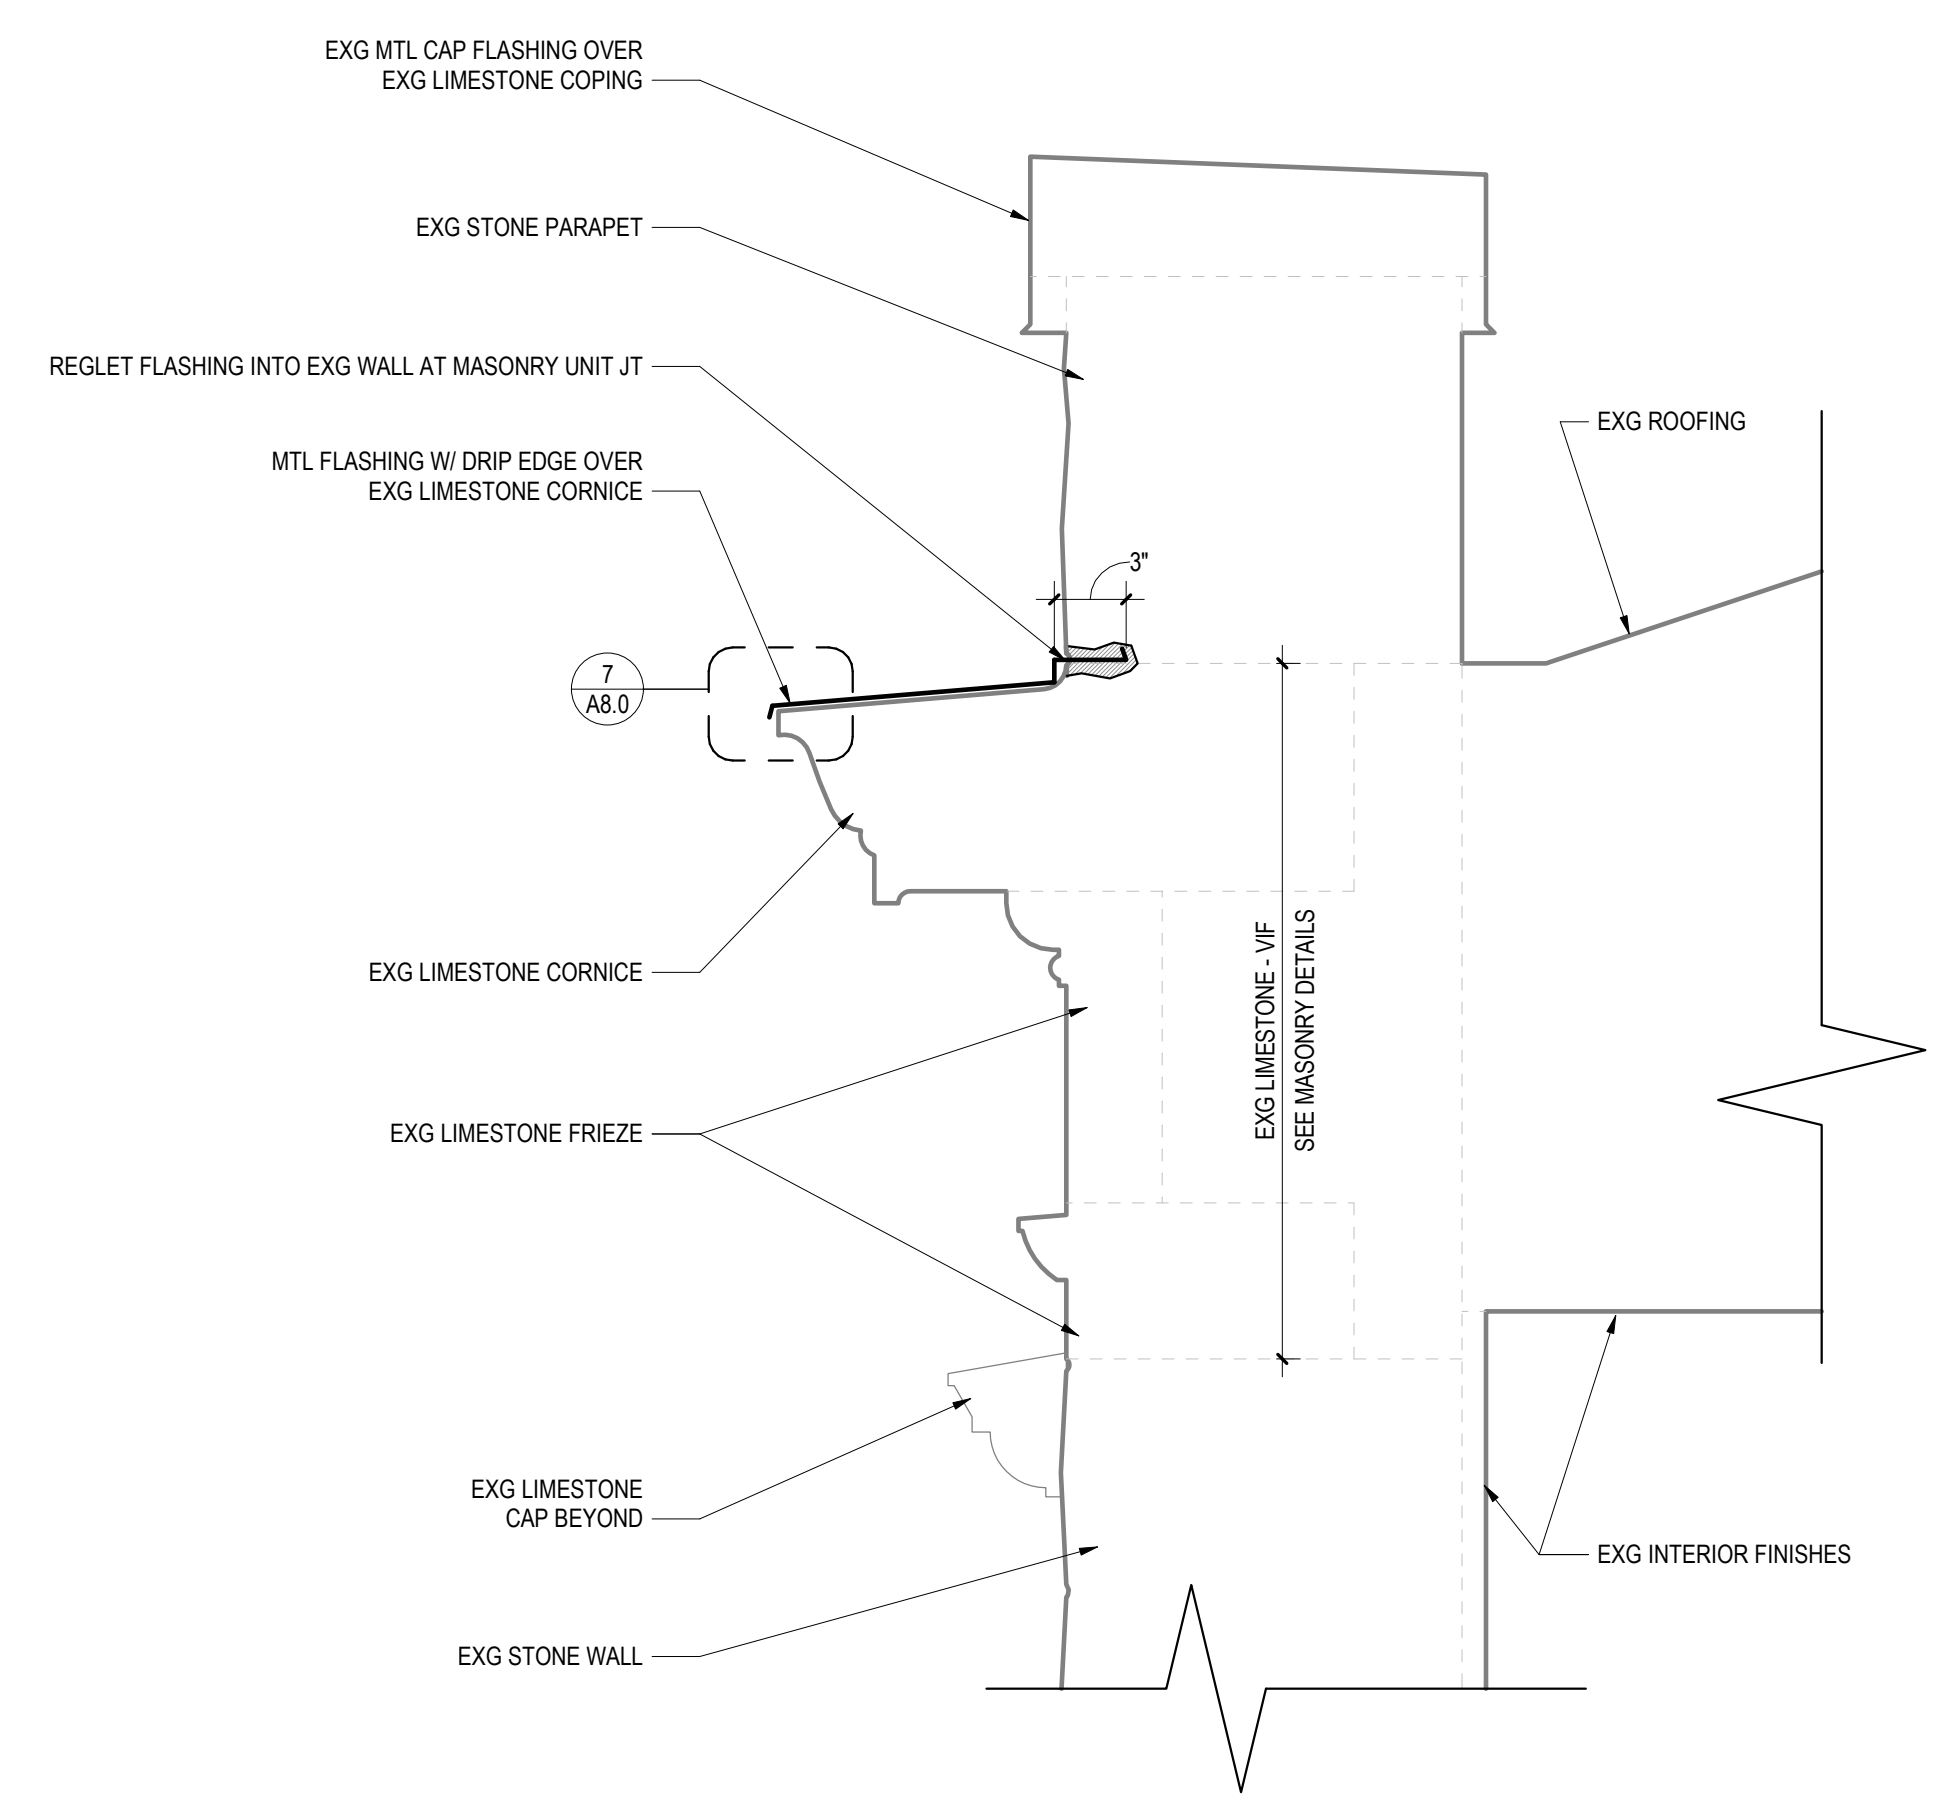 EXG MTL CAP FLASHING OVER
EXG LIMESTONE COPING
EXG STONE PARAPET
REGLET FLASHING INTO EXG WALL AT MASONRY UNIT JT
EXG ROOFING
MTL FLASHING W/ DRIP EDGE OVER
EXG LIMESTONE CORNICE
3"
7
A8.0
EXG LIMESTONE CORNICE
EXG LIMESTONE - VIF
SEE MASONRY DETAILS
EXG LIMESTONE FRIEZE
EXG LIMESTONE
CAP BEYOND
EXG INTERIOR FINISHES
EXG STONE WALL